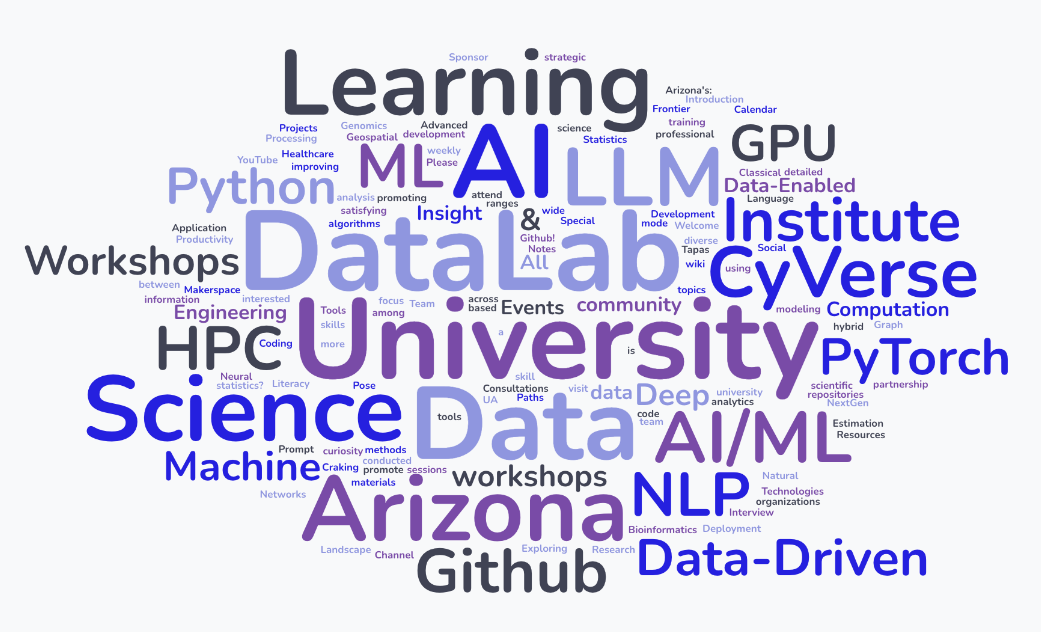 Sponsor strategic
Learning
Arizona's:
Introduction
Frontier Calendar
training
professional
Projects Genomics Advanced science
Processing Geospatial development Statistics
GPU
YouTube Healthcare ML weekly AI LLM
improving Please
Classical detailed
Python Data-Enabled
analysis promoting attend Language
ranges
satisfying Insight & wide Development Institute
algorithms Special mode Welcome
Application
Productivity Github! diverse
Notes Tapas Social
Workshops DataLab All wiki using CyVerse
between Makerspace topics
information interested focus Team across community modeling Computation
Engineering Tools among based Events
skills a hybrid Graph
HPC Coding more University is PyTorch
Neural skill
statistics? Literacy Pose Consultations visit data Deep university scientific partnership
UA Paths analytics repositories
NextGen
Science tools Data code
team AI/ML Estimation
Resources
Prompt curiosity methods
Machine Craking conducted
promote sessions workshops
materials Natural
Networks NLP Technologies
organizations
Arizona Interview
Bioinformatics Deployment
Landscape Channel Exploring Research Data-Driven
Github